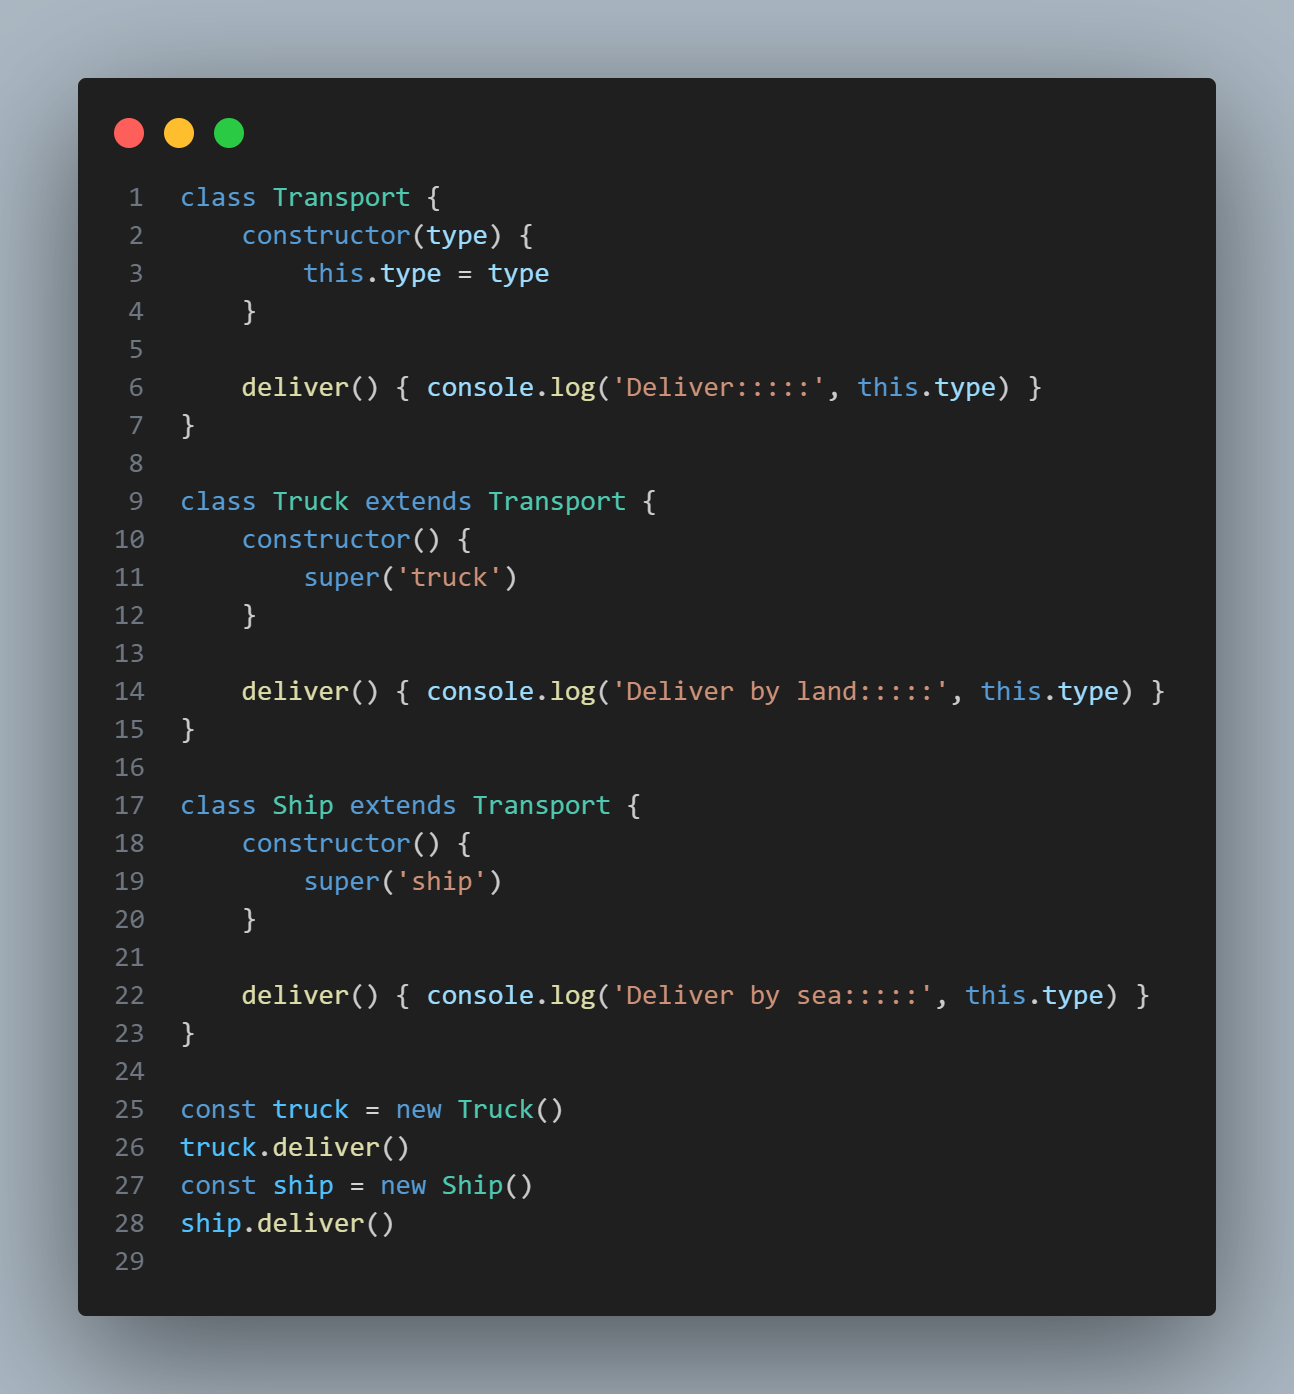 1 class Transport {
2     constructor(type) {
3         this.type = type
4     }
5
6     deliver() { console.log('Deliver:::::', this.type) }
7 }
8
9 class Truck extends Transport {
10     constructor() {
11         super('truck')
12     }
13
14     deliver() { console.log('Deliver by land:::::', this.type) }
15 }
16
17 class Ship extends Transport {
18     constructor() {
19         super('ship')
20     }
21
22     deliver() { console.log('Deliver by sea:::::', this.type) }
23 }
24
25 const truck = new Truck()
26 truck.deliver()
27 const ship = new Ship()
28 ship.deliver()
29